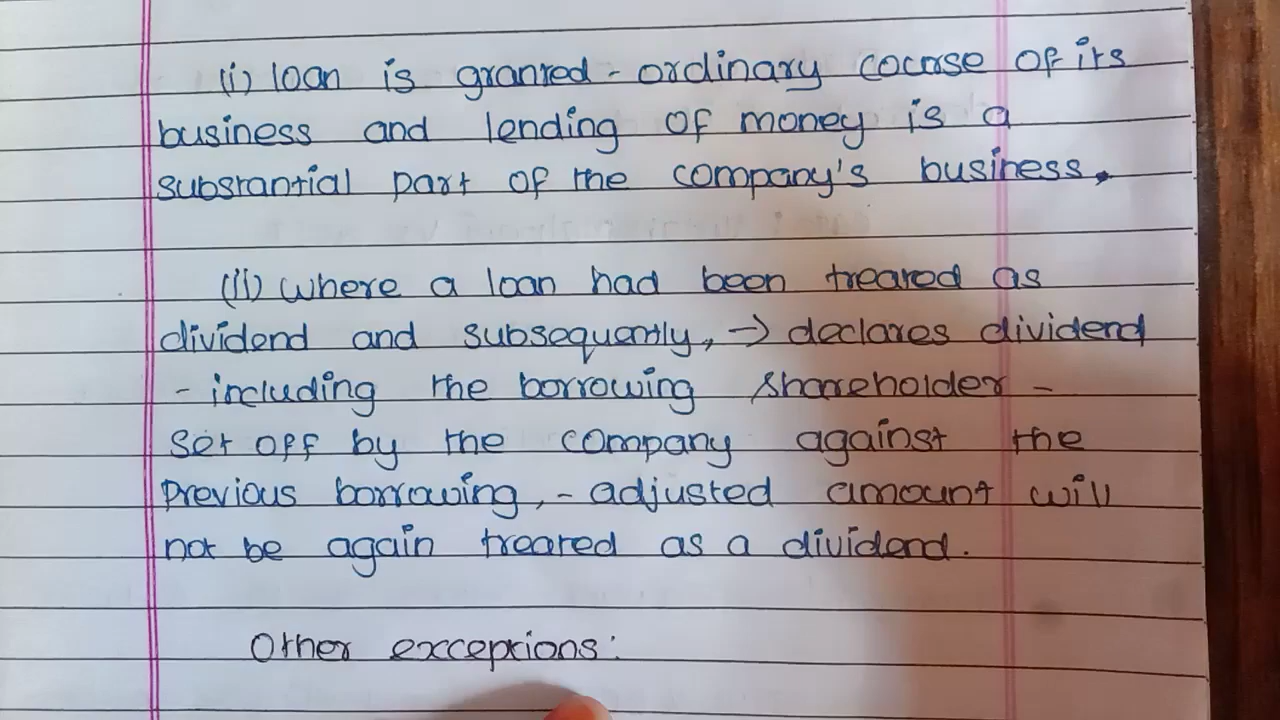 (i) loan is granted - ordinary cocorse of its
business and lending of money is a
substantial part of the company's business.
(ii) where a loan had been treated as
dividend and subsequently, → declares dividend
- including the borrowing shareholder -
set off by the company against the
previous borrowing, - adjusted amount will
not be again treated as a dividend.
Other exceptions: